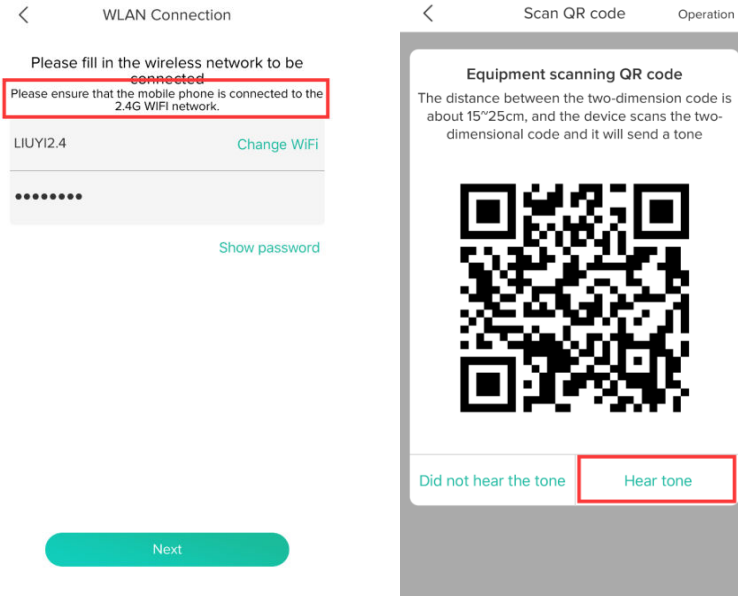 WLAN Connection
Please fill in the wireless network to be
connected
Please ensure that the mobile phone is connected to the
2.4G WIFI network.
LIUYI2.4
Change WiFi
••••••••
Show password
Next
Scan QR code
Operation
Equipment scanning QR code
The distance between the two-dimension code is
about 15~25cm, and the device scans the two-
dimensional code and it will send a tone
Did not hear the tone
Hear tone